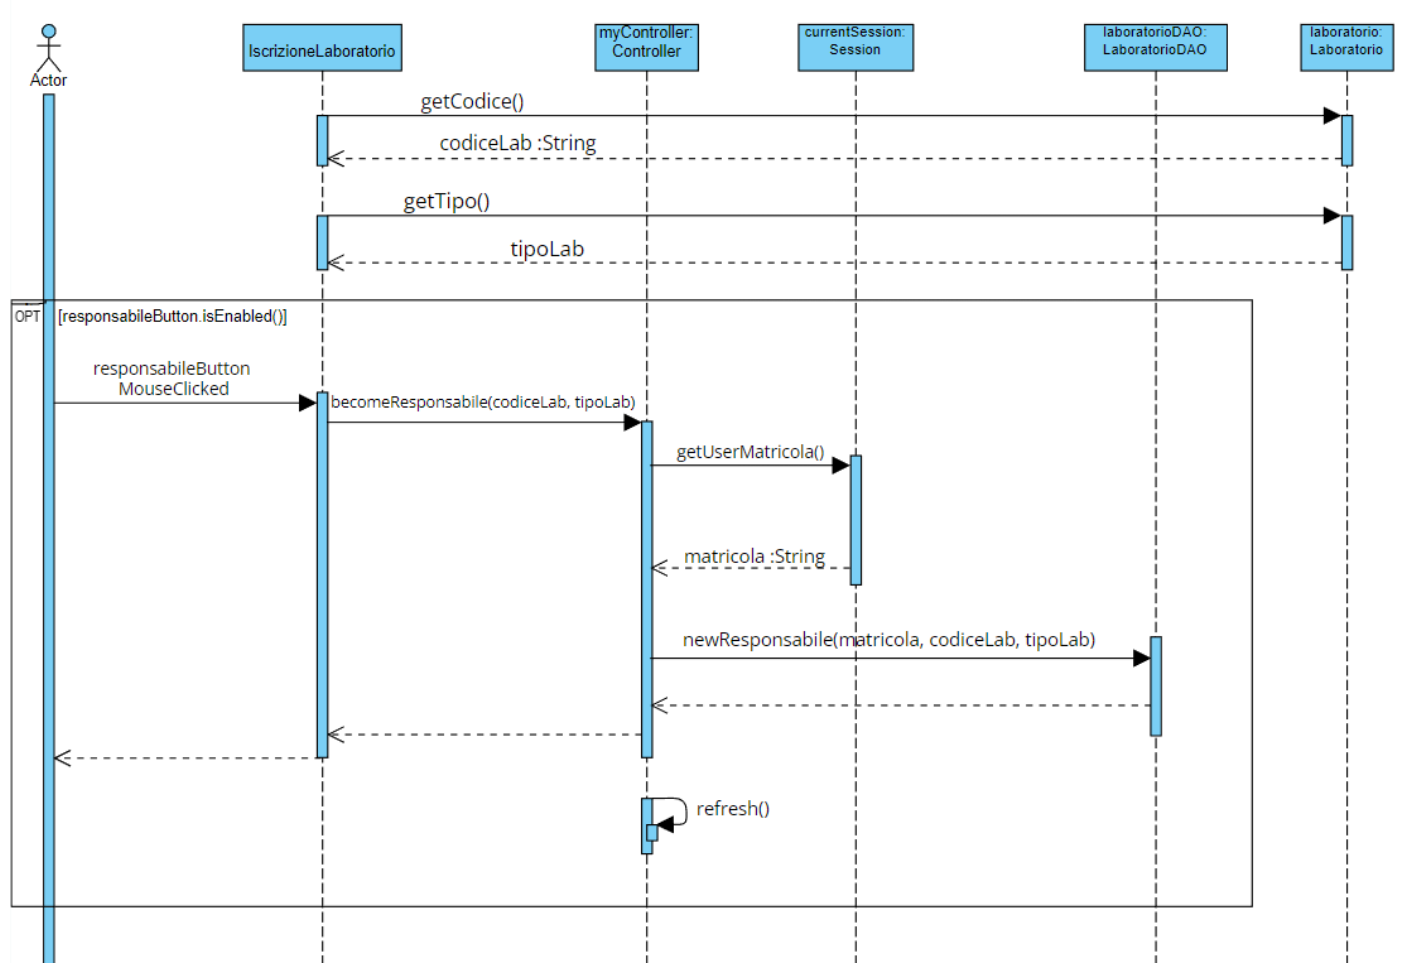 Actor
IscrizioneLaboratorio
myController:
Controller
currentSession:
Session
laboratorioDAO:
LaboratorioDAO
laboratorio:
Laboratorio
getCodice()
codiceLab :String
getTipo()
tipoLab
OPT
[responsabileButton.isEnabled()]
responsabileButton
MouseClicked
becomeResponsabile(codiceLab, tipoLab)
getUserMatricola()
matricola :String
newResponsabile(matricola, codiceLab, tipoLab)
refresh()